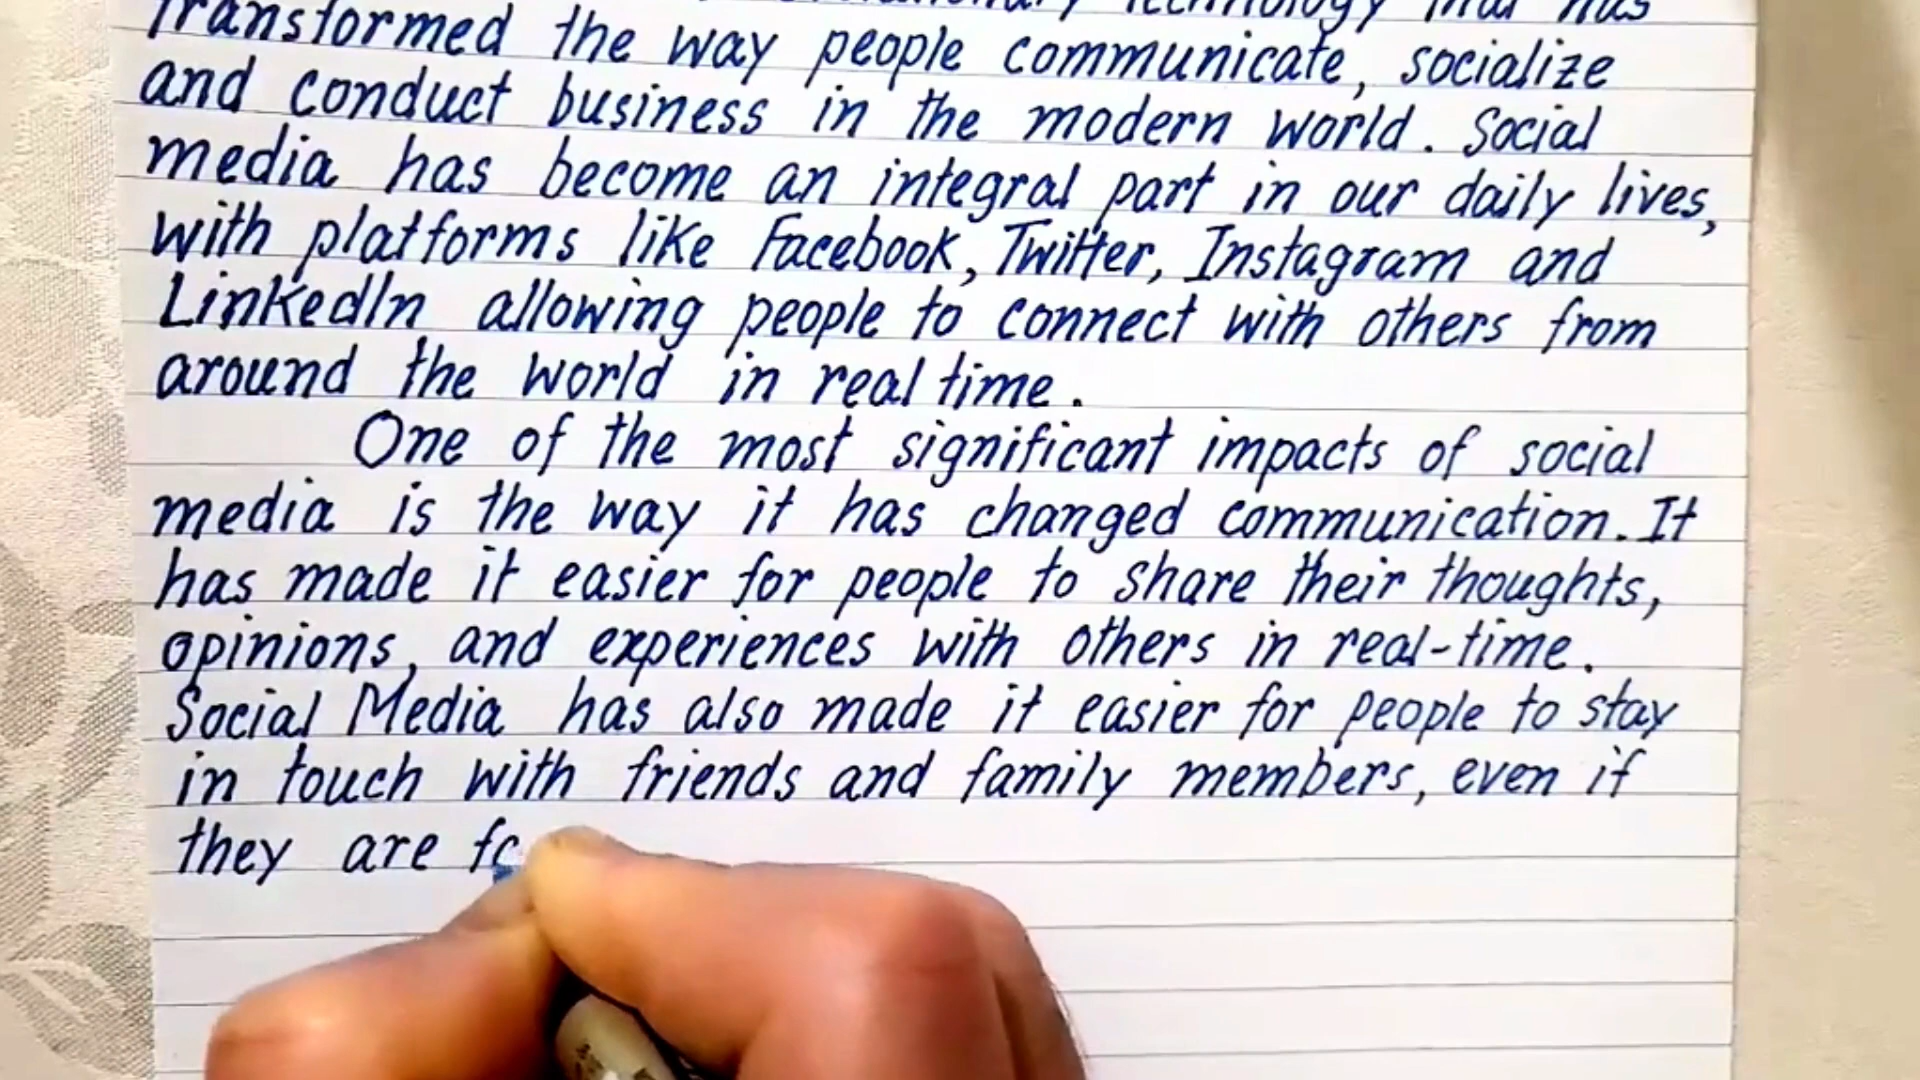 technology that has
transformed the way people communicate, socialize
and conduct business in the modern world. Social
media has become an integral part in our daily lives,
with platforms like Facebook, Twitter, Instagram and
LinkedIn allowing people to connect with others from
around the world in real time.
One of the most significant impacts of social
media is the way it has changed communication. It
has made it easier for people to share their thoughts,
opinions, and experiences with others in real-time.
Social Media has also made it easier for people to stay
in touch with friends and family members, even if
they are